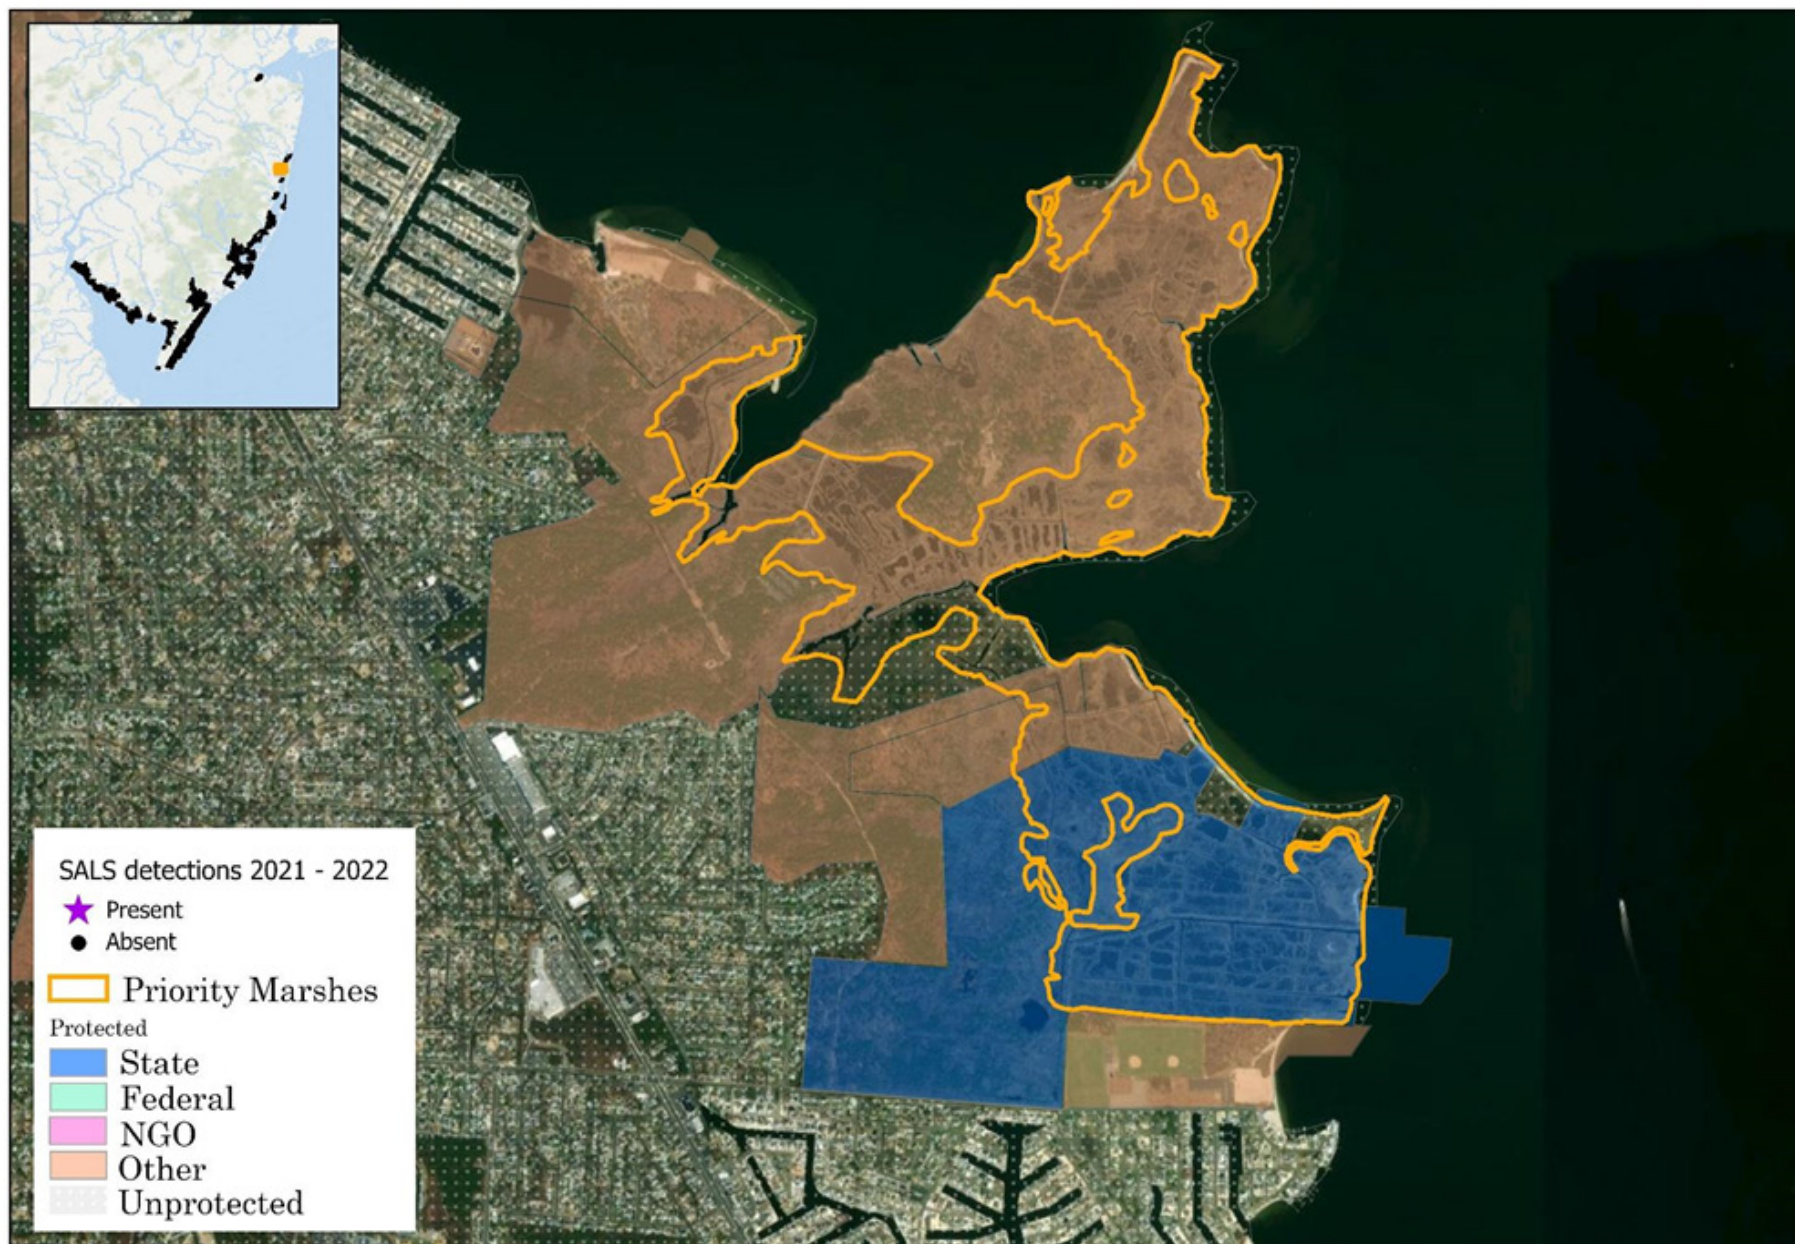 SALS detections 2021 - 2022
Present
Absent
Priority Marshes
Protected
State
Federal
NGO
Other
Unprotected